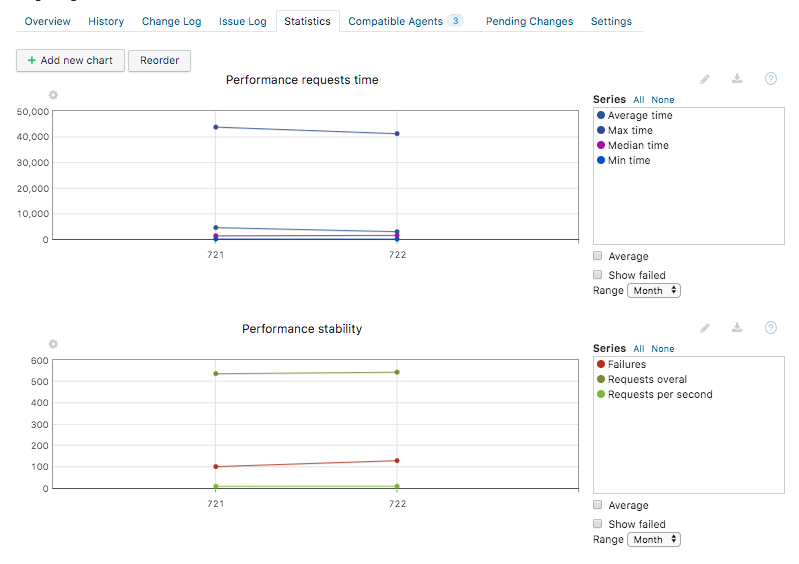 Overview History Change Log Issue Log Statistics Compatible Agents 3 Pending Changes Settings
+ Add new chart Reorder
Performance requests time
Series All None
50,000
40,000
30,000
20,000
10,000
0
721 722
Average time
Max time
Median time
Min time
Average
Show failed
Range Month
Performance stability
Series All None
600
500
400
300
200
100
0
721 722
Failures
Requests overal
Requests per second
Average
Show failed
Range Month